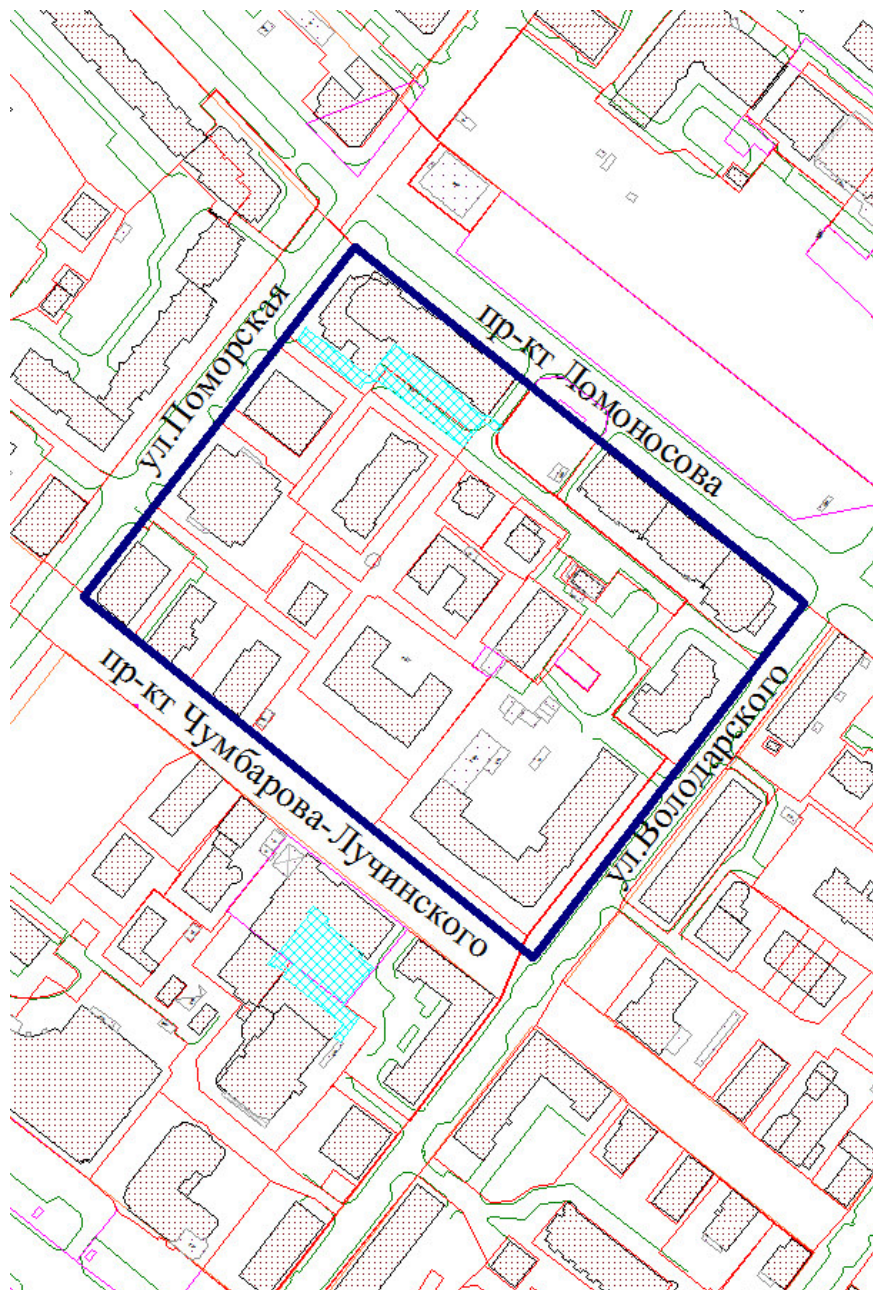 ул.Поморская
пр-кт Ломоносова
пр-кт Чумбарова-Лучинского
ул.Володарского